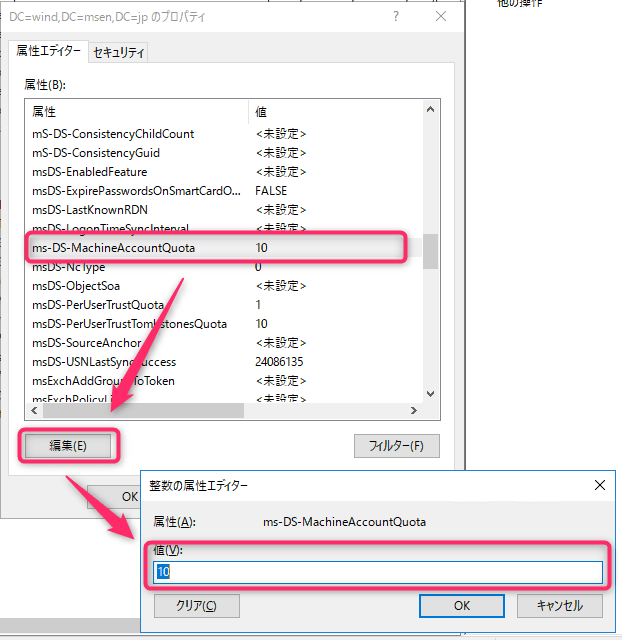 他の操作
DC=wind,DC=msen,DC=jp のプロパティ
?
属性エディター セキュリティ
属性(B):
属性 値
mS-DS-ConsistencyChildCount <未設定>
mS-DS-ConsistencyGuid <未設定>
msDS-EnabledFeature <未設定>
msDS-ExpirePasswordsOnSmartCardO... FALSE
msDS-LastKnownRDN <未設定>
msDS-LogonTimeSyncInterval <未設定>
ms-DS-MachineAccountQuota 10
msDS-NcType 0
msDS-ObjectSoa <未設定>
msDS-PerUserTrustQuota 1
msDS-PerUserTrustTombstonesQuota 10
msDS-SourceAnchor <未設定>
msDS-USNLastSyncSuccess 24086135
msExchAddGroupToToken <未設定>
<未設定>
編集(E) フィルター(F)
OK
整数の属性エディター
属性(A): ms-DS-MachineAccountQuota
値(V):
10
クリア(C) OK キャンセル